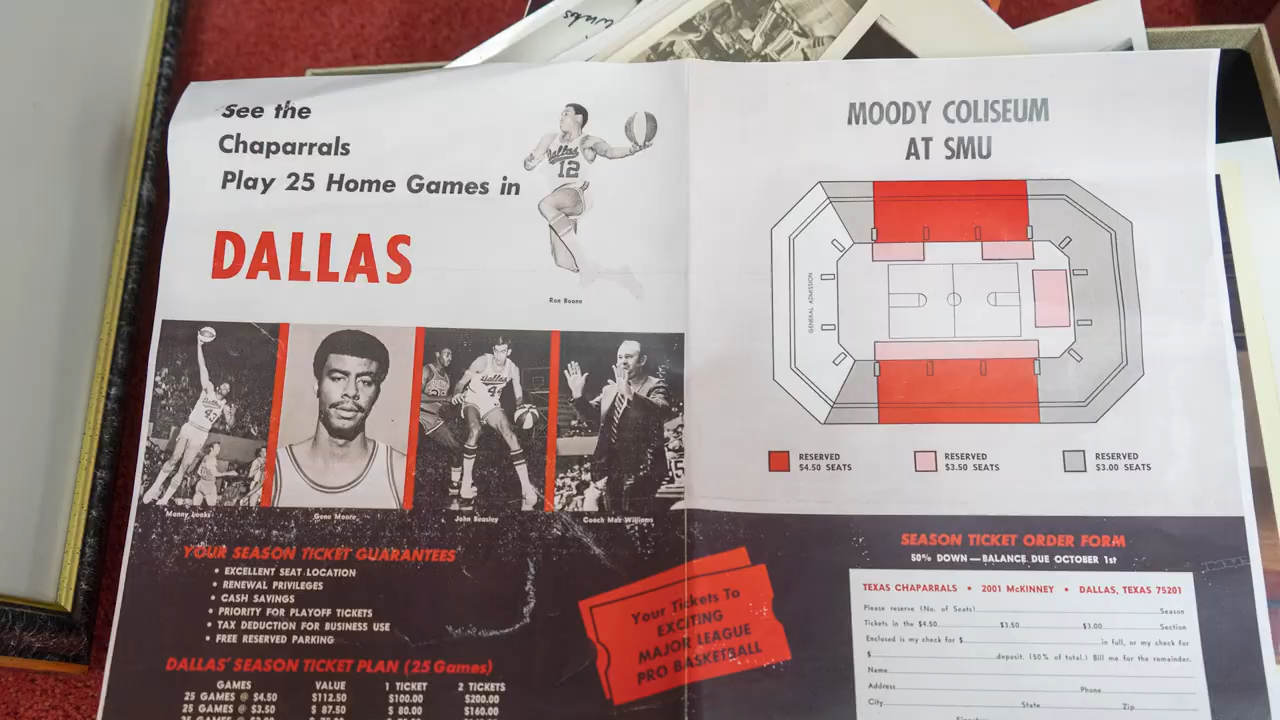 See the
Chaparrals
Play 25 Home Games in
DALLAS
Dallas
12
Ron Boone
43
Manny Leaks
Gene Moore
Dallas
44
John Beasley
Coach Max Williams
YOUR SEASON TICKET GUARANTEES
• EXCELLENT SEAT LOCATION
• RENEWAL PRIVILEGES
• CASH SAVINGS
• PRIORITY FOR PLAYOFF TICKETS
• TAX DEDUCTION FOR BUSINESS USE
• FREE RESERVED PARKING
DALLAS' SEASON TICKET PLAN (25 Games)
GAMES VALUE 1 TICKET 2 TICKETS
25 GAMES @ $4.50 $112.50 $100.00 $200.00
25 GAMES @ $3.50 $ 87.50 $ 80.00 $160.00
Your Tickets To
EXCITING
MAJOR LEAGUE
PRO BASKETBALL
MOODY COLISEUM
AT SMU
GENERAL ADMISSION
RESERVED
$4.50 SEATS
RESERVED
$3.50 SEATS
RESERVED
$3.00 SEATS
SEASON TICKET ORDER FORM
50% DOWN—BALANCE DUE OCTOBER 1st
TEXAS CHAPARRALS • 2001 McKINNEY • DALLAS, TEXAS 75201
Please reserve (No. of Seats) Season
Tickets in the $4.50 $3.50 $3.00 Section
Enclosed is my check for $ in full, or my check for
$ deposit. (50% of total.) Bill me for the remainder.
Name
Address Phone
City State Zip